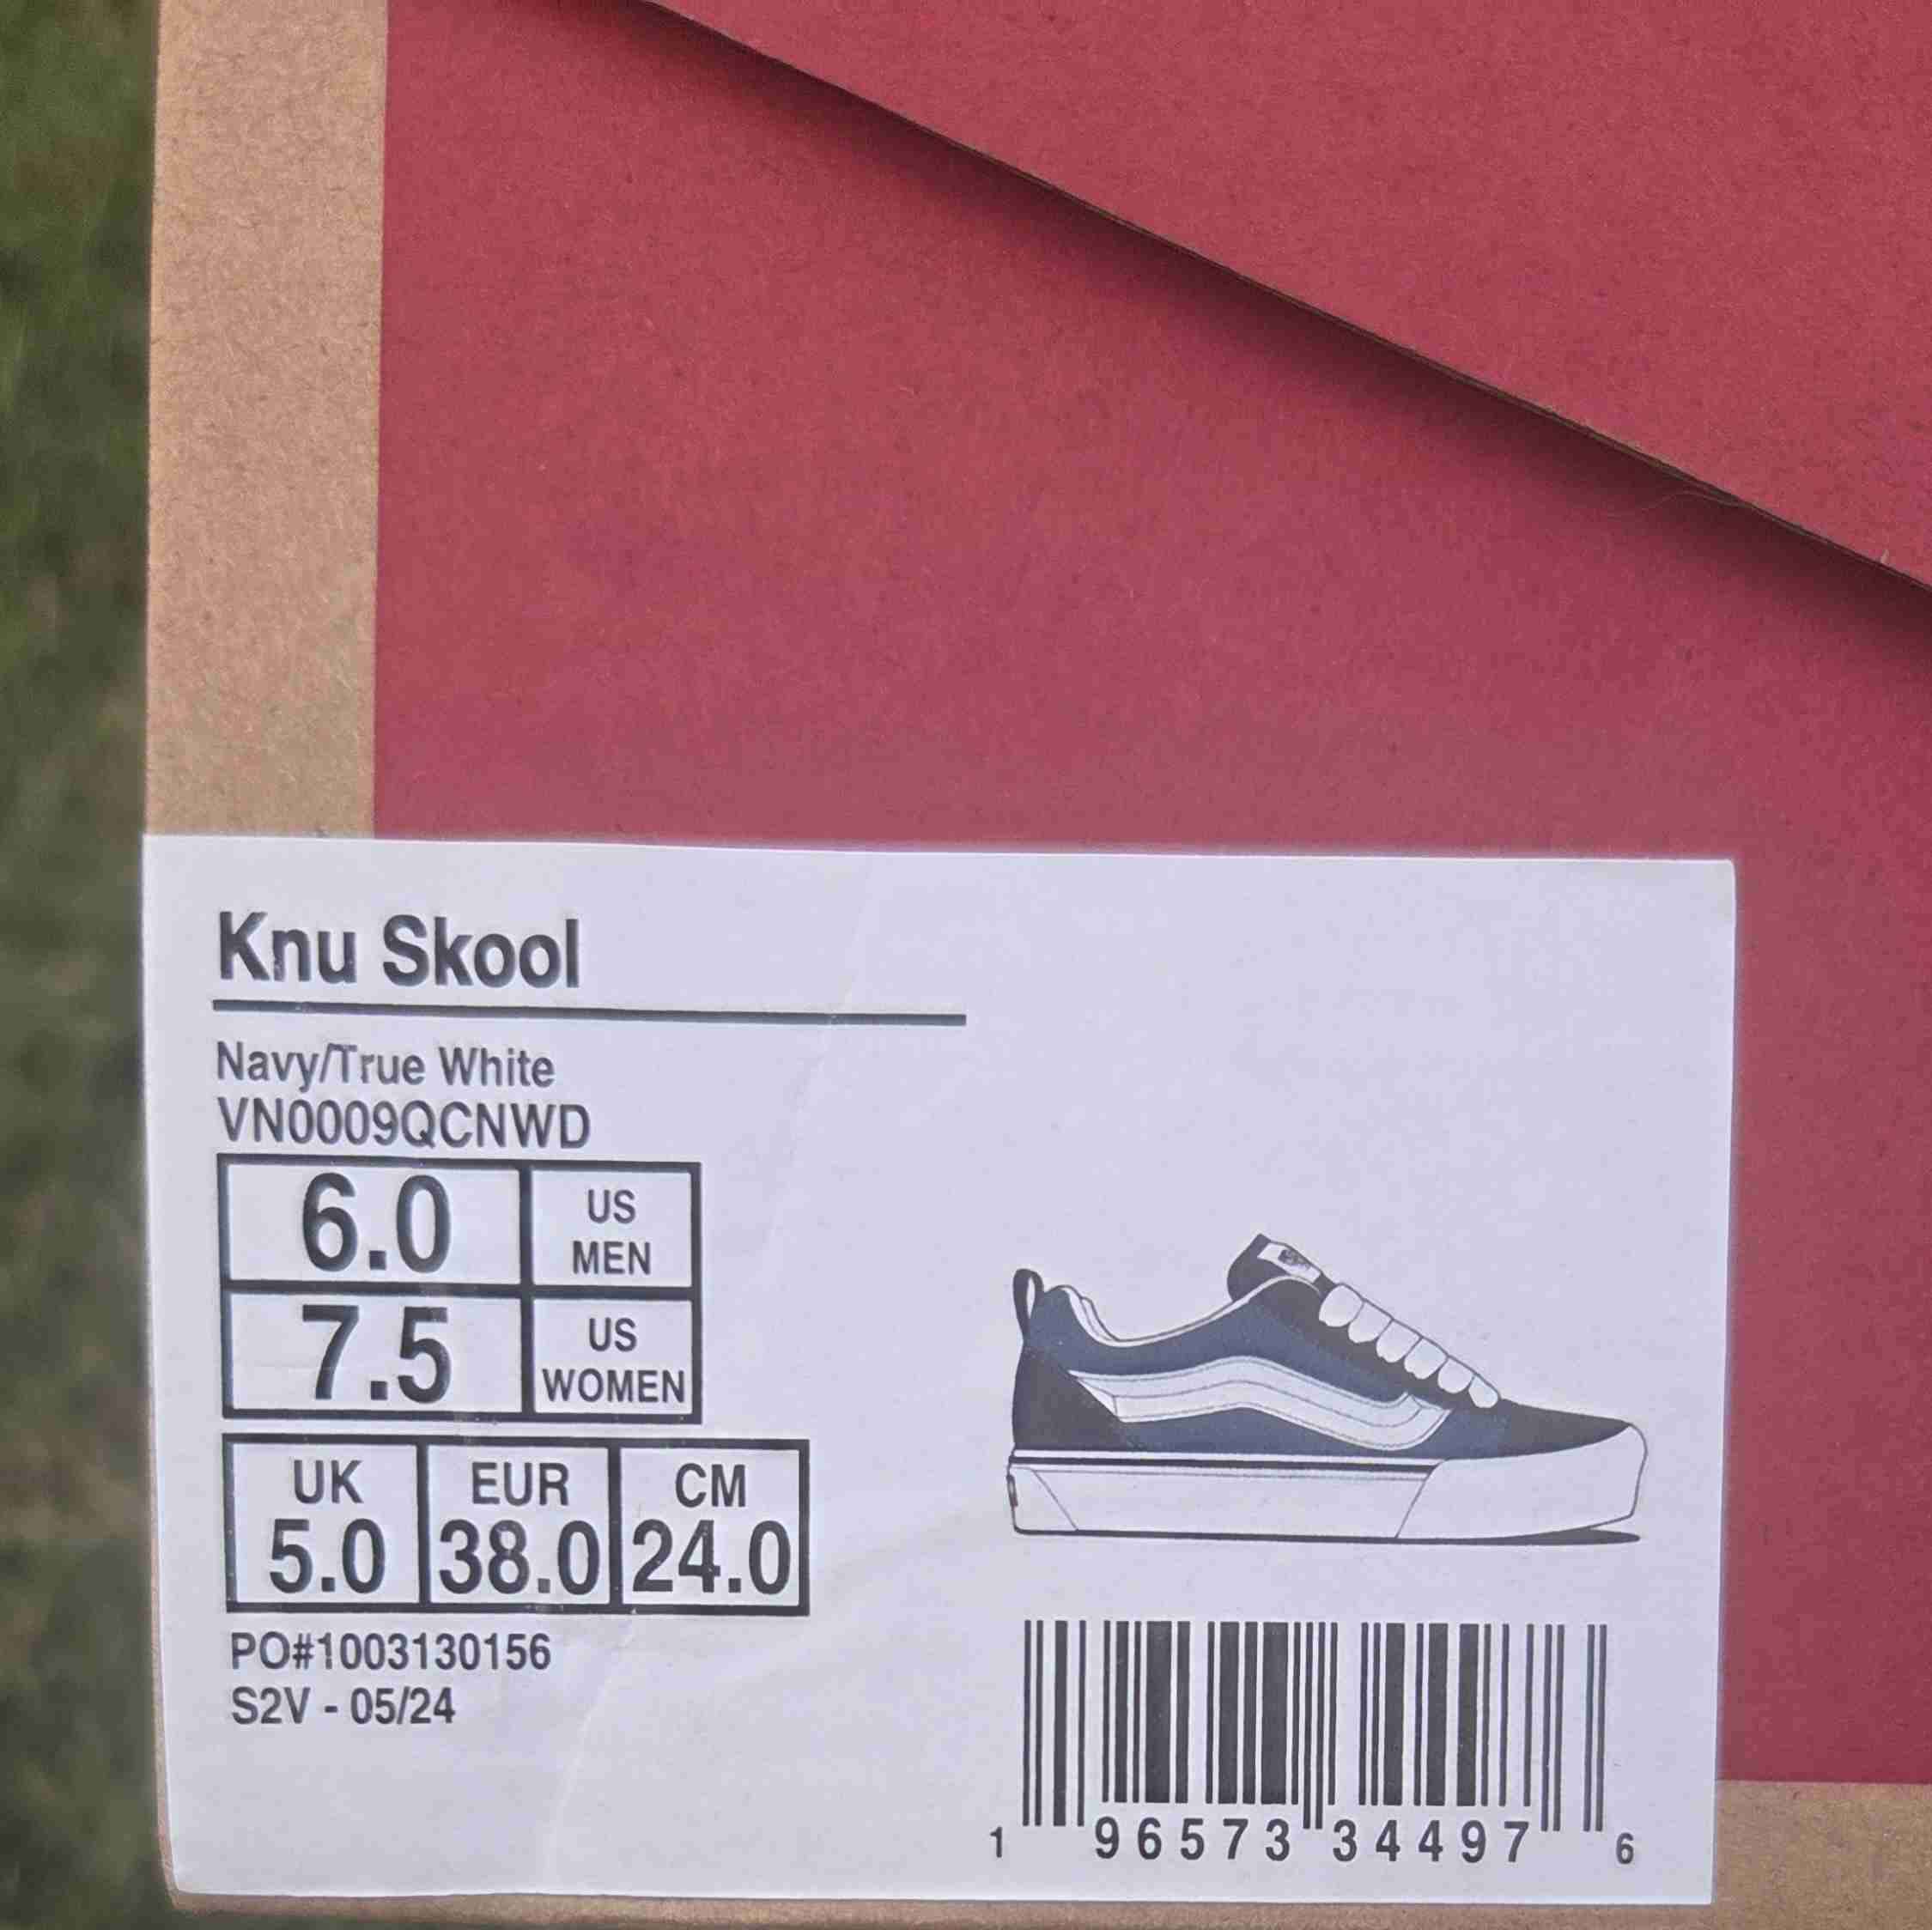 Knu Skool
Navy/True White
VN0009QCNWD
6.0 US MEN
7.5 US WOMEN
UK EUR CM
5.0 38.0 24.0
PO#1003130156
S2V - 05/24
1 96573 34497 6